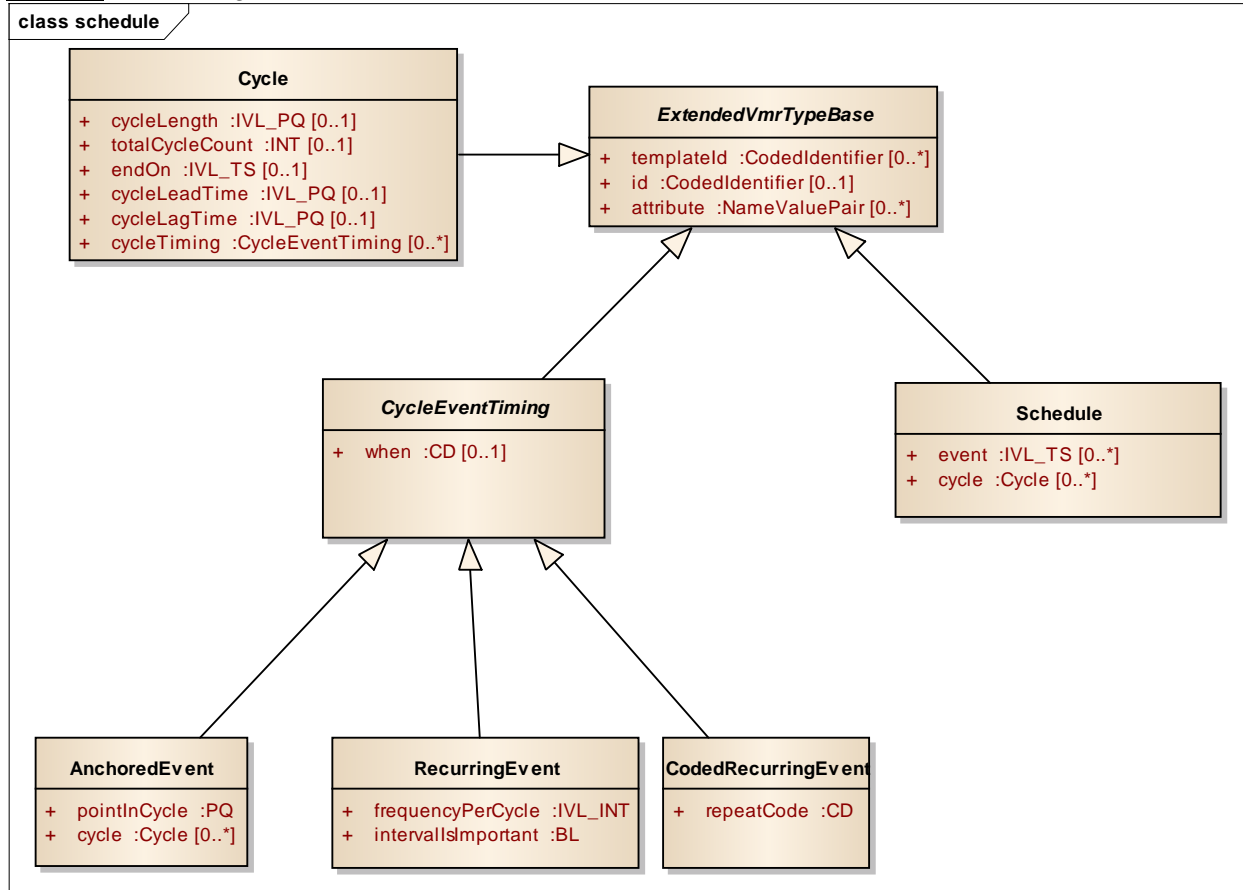 class schedule
Cycle
+ cycleLength :IVL_PQ [0..1]
+ totalCycleCount :INT [0..1]
+ endOn :IVL_TS [0..1]
+ cycleLeadTime :IVL_PQ [0..1]
+ cycleLagTime :IVL_PQ [0..1]
+ cycleTiming :CycleEventTiming [0..*]
ExtendedVmrTypeBase
+ templateId :CodedIdentifier [0..*]
+ id :CodedIdentifier [0..1]
+ attribute :NameValuePair [0..*]
CycleEventTiming
+ when :CD [0..1]
Schedule
+ event :IVL_TS [0..*]
+ cycle :Cycle [0..*]
AnchoredEvent
+ pointInCycle :PQ
+ cycle :Cycle [0..*]
RecurringEvent
+ frequencyPerCycle :IVL_INT
+ intervalIsImportant :BL
CodedRecurringEvent
+ repeatCode :CD